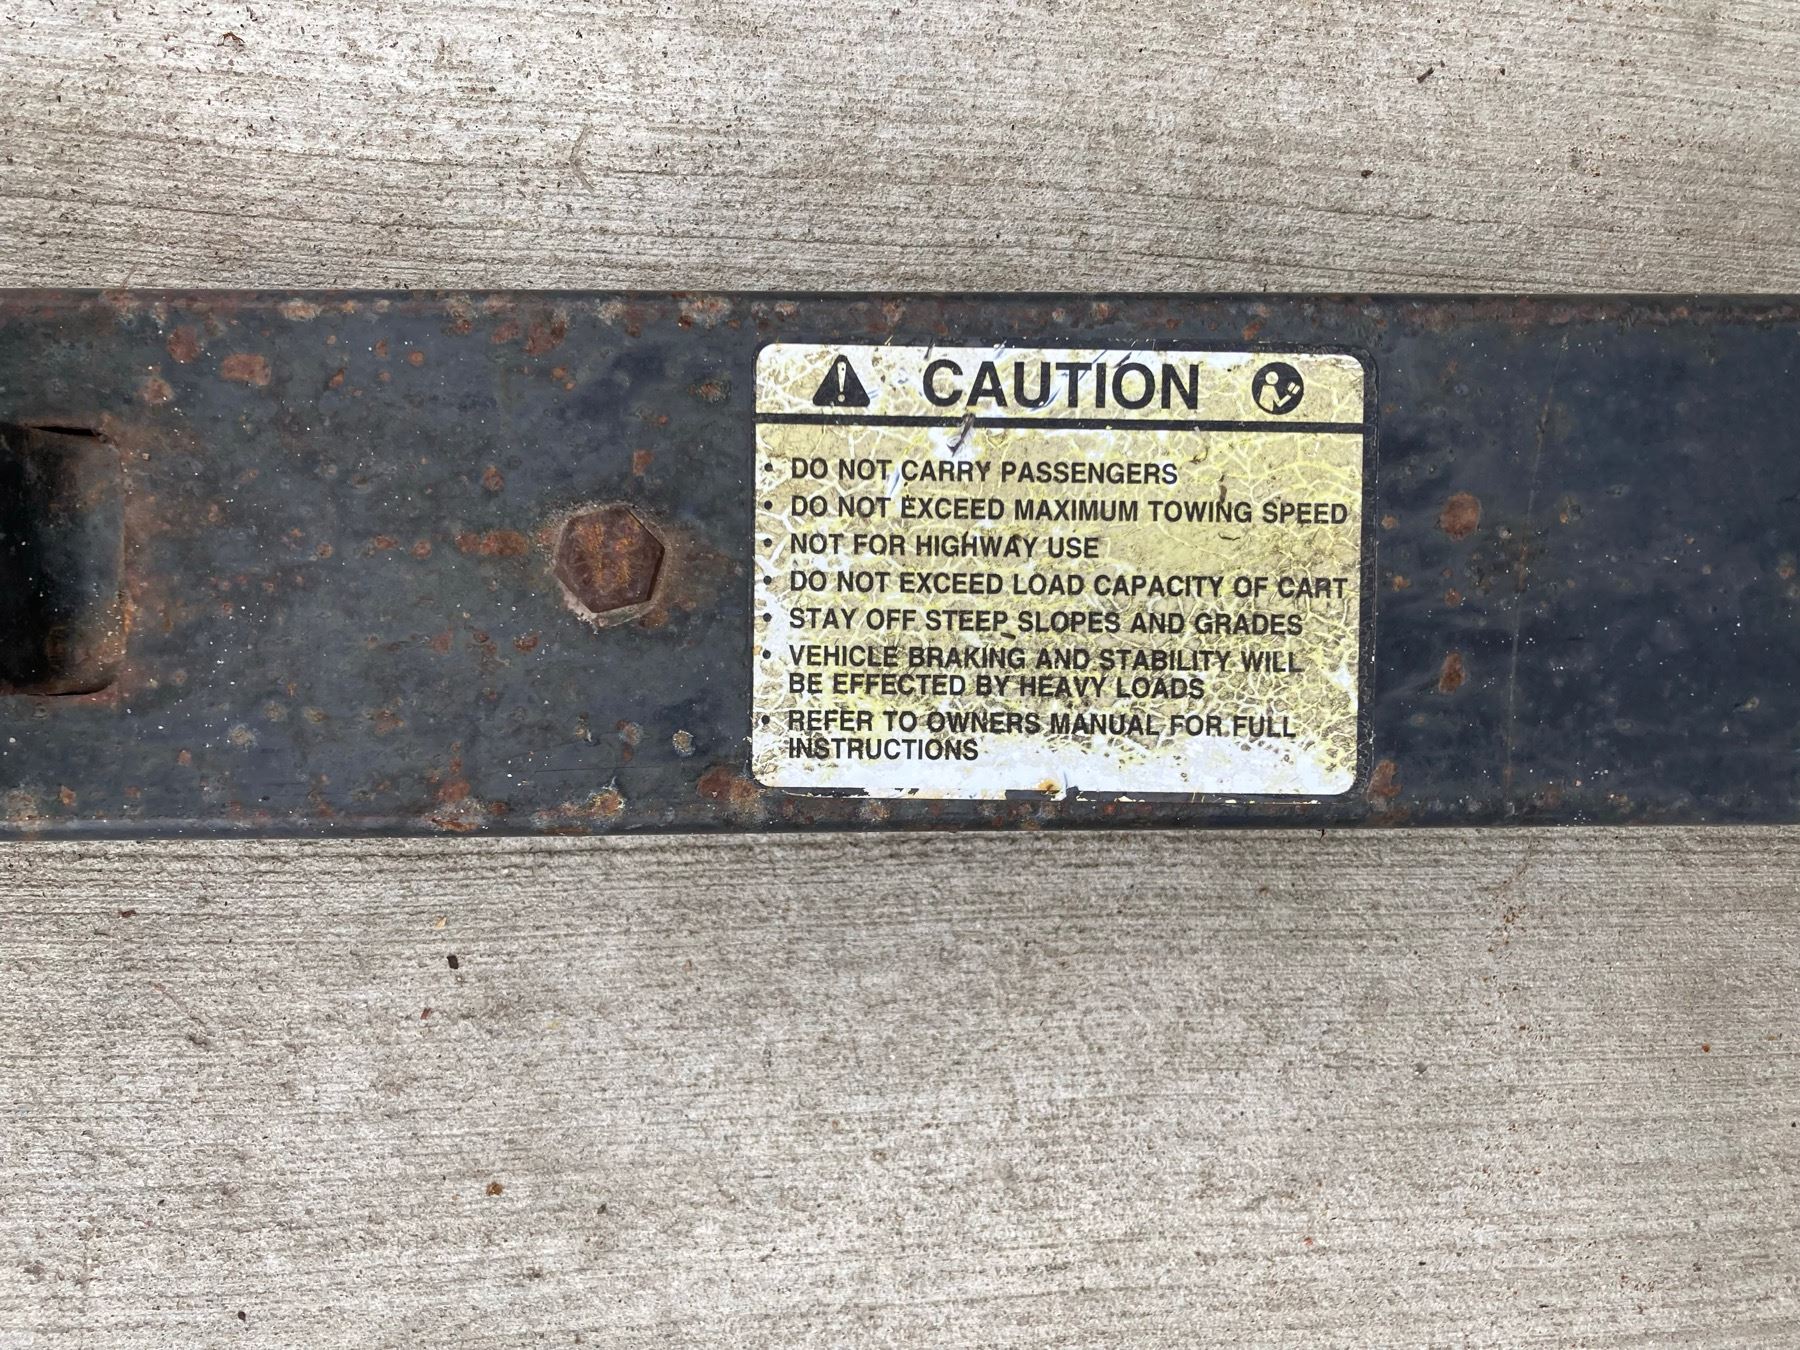 CAUTION
• DO NOT CARRY PASSENGERS
• DO NOT EXCEED MAXIMUM TOWING SPEED
• NOT FOR HIGHWAY USE
• DO NOT EXCEED LOAD CAPACITY OF CART
• STAY OFF STEEP SLOPES AND GRADES
• VEHICLE BRAKING AND STABILITY WILL
BE EFFECTED BY HEAVY LOADS
• REFER TO OWNERS MANUAL FOR FULL
INSTRUCTIONS